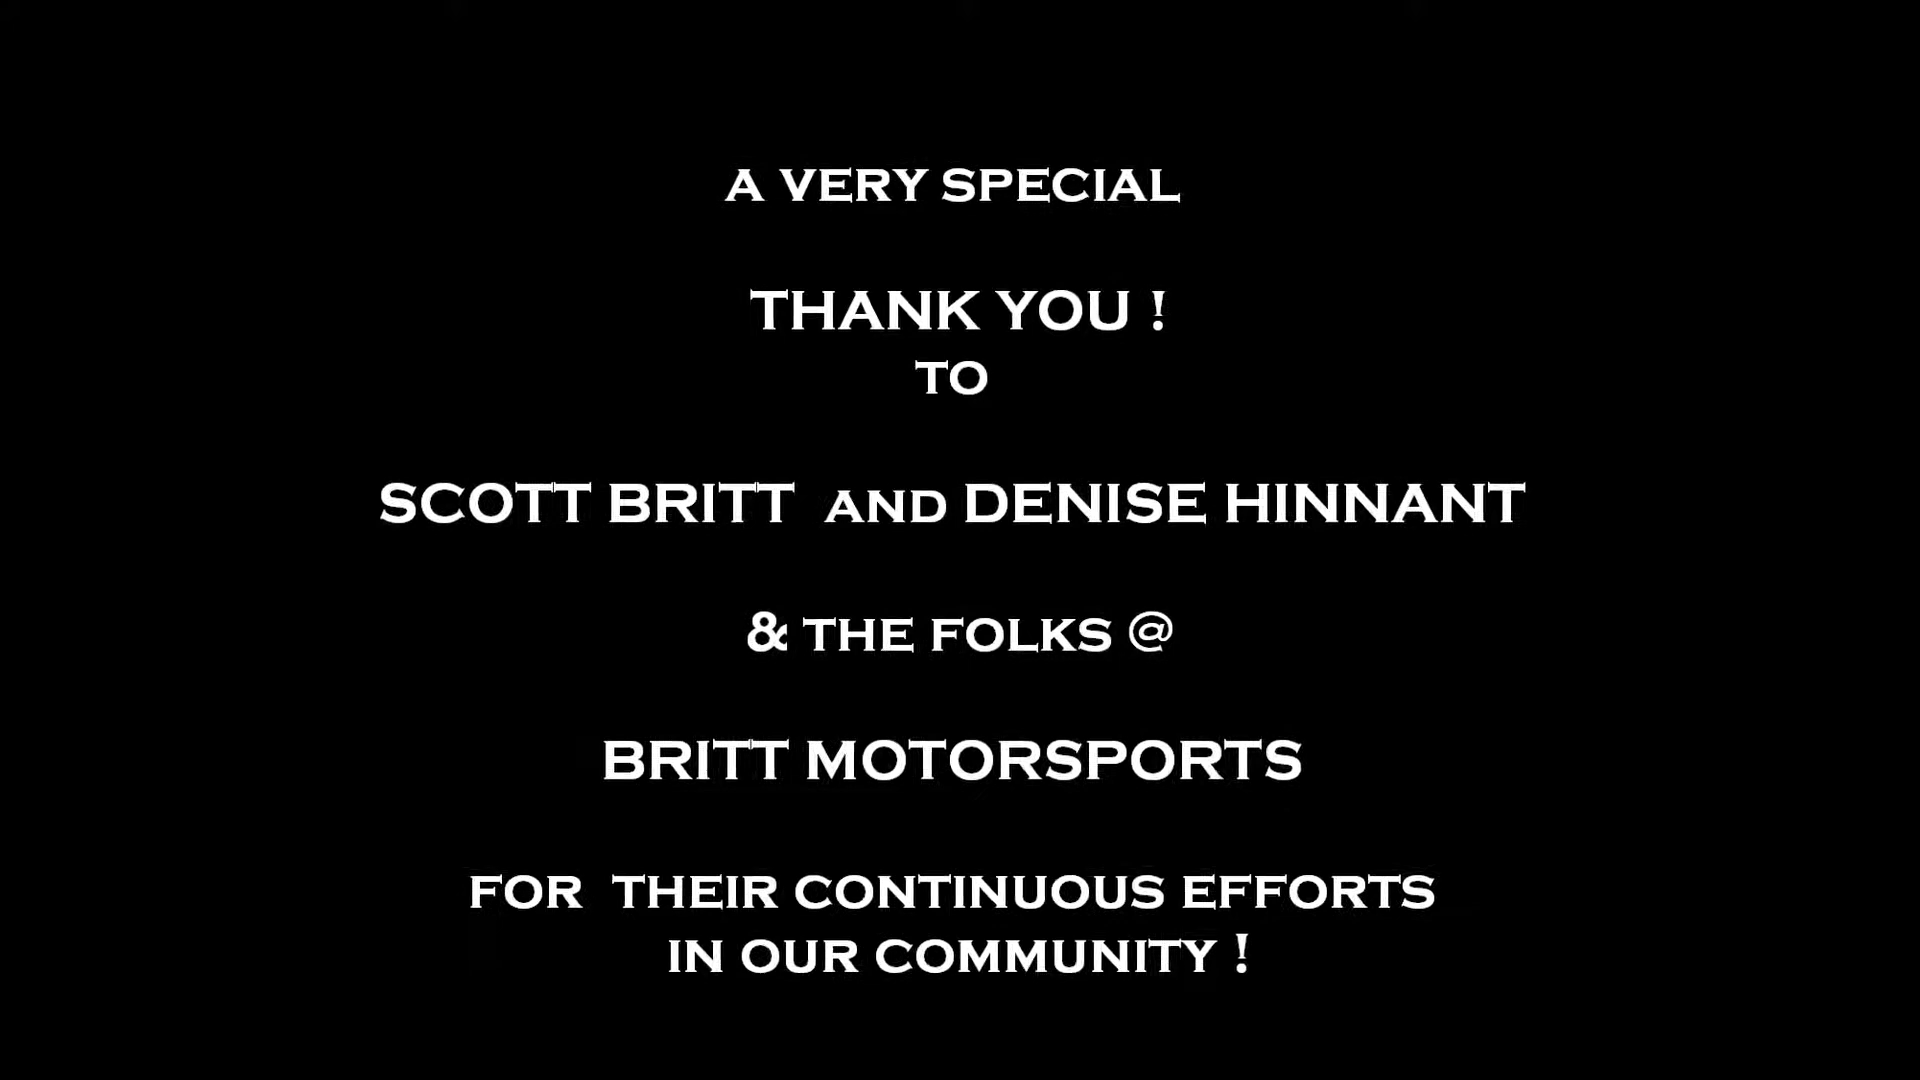 A VERY SPECIAL
THANK YOU !
TO
SCOTT BRITT  AND DENISE HINNANT
& THE FOLKS @
BRITT MOTORSPORTS
FOR  THEIR CONTINUOUS EFFORTS
IN OUR COMMUNITY !